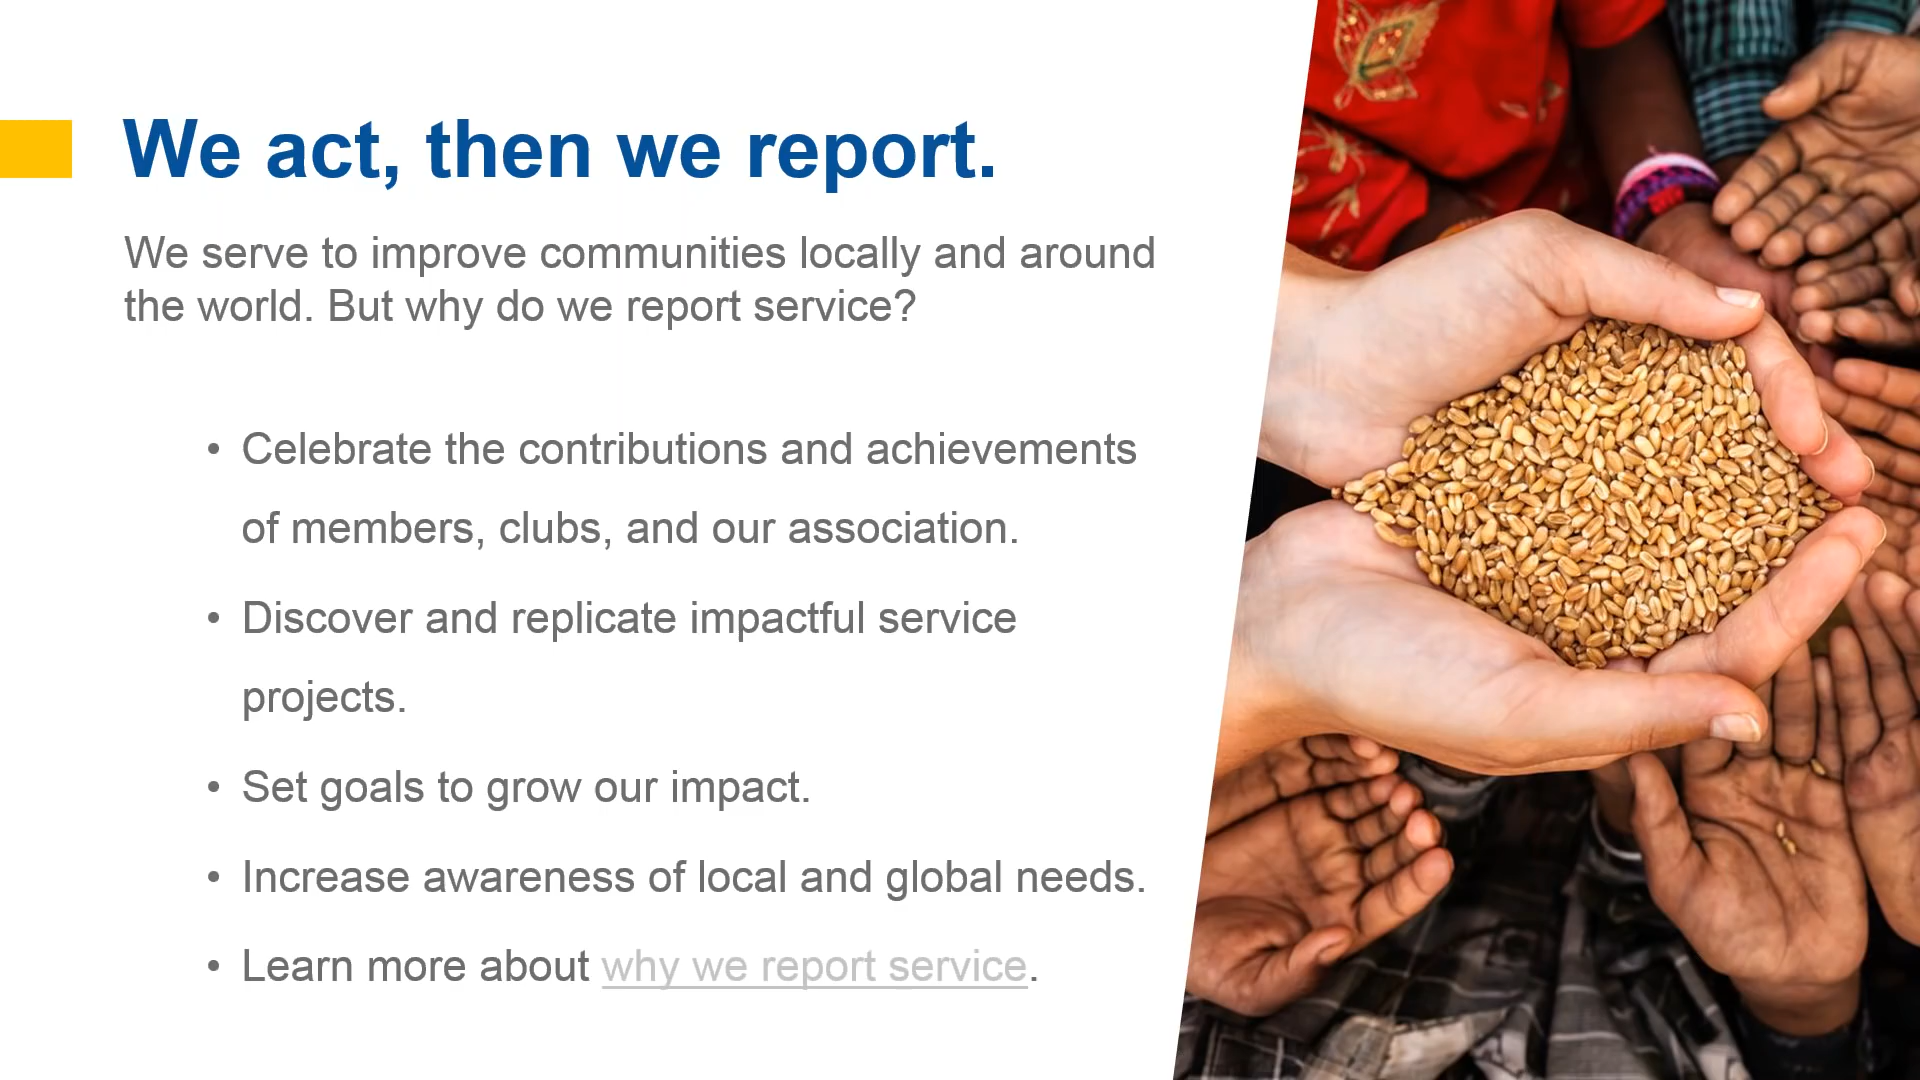 We act, then we report.
We serve to improve communities locally and around
the world. But why do we report service?
• Celebrate the contributions and achievements
of members, clubs, and our association.
• Discover and replicate impactful service
projects.
• Set goals to grow our impact.
• Increase awareness of local and global needs.
• Learn more about why we report service.